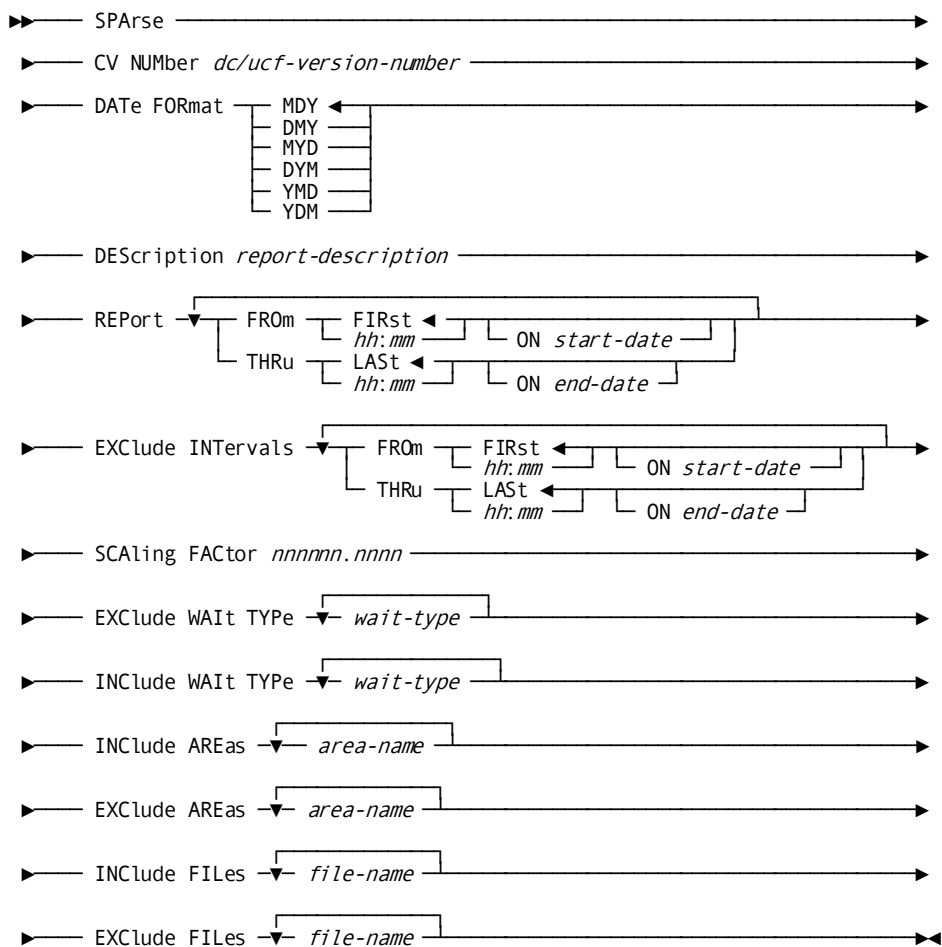 SPArse
CV NUMber dc/ucf-version-number
DATe FORmat MDY
DMY
MYD
DYM
YMD
YDM
DEScription report-description
REPort FROm FIRst
hh:mm ON start-date
THRu LASt
hh:mm ON end-date
EXClude INTervals FROm FIRst
hh:mm ON start-date
THRu LASt
hh:mm ON end-date
SCAling FACtor nnnnnn.nnnn
EXClude WAIt TYPe wait-type
INClude WAIt TYPe wait-type
INClude AREas area-name
EXClude AREas area-name
INClude FILes file-name
EXClude FILes file-name